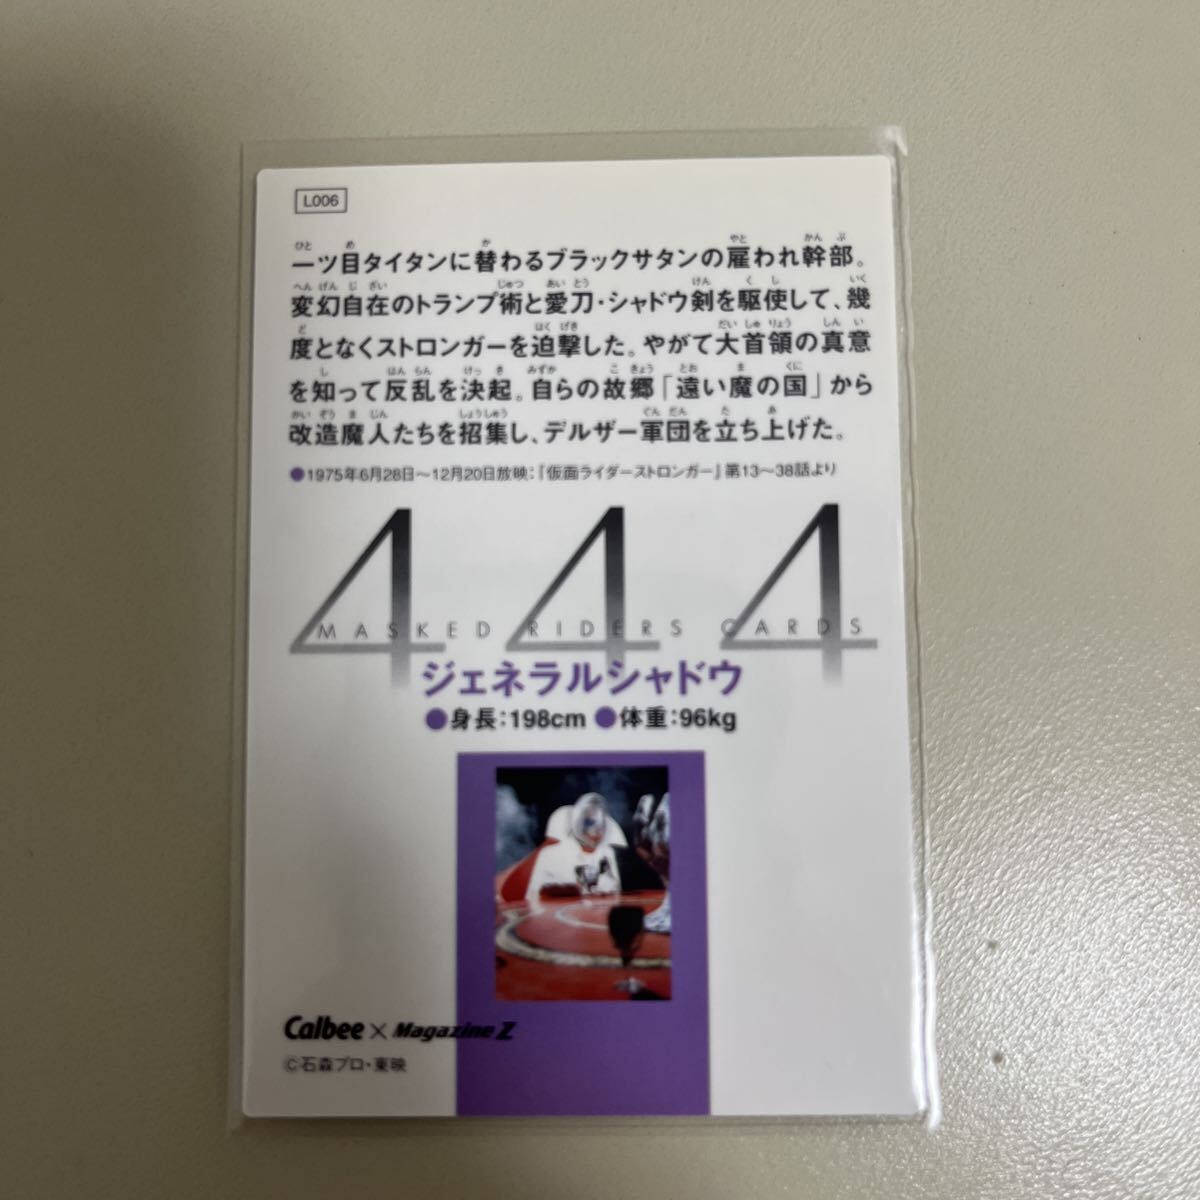 L006
一ツ目タイタンに替わるブラックサタンの雇われ幹部。
変幻自在のトランプ術と愛刀・シャドウ剣を駆使して、幾
度となくストロンガーを迫撃した。やがて大首領の真意
を知って反乱を決起。自らの故郷「遠い魔の国」から
改造魔人たちを招集し、デルザー軍団を立ち上げた。
●1975年6月28日～12月20日放映:『仮面ライダーストロンガー』第13～38話より
444
MASKED RIDERS CARDS
ジェネラルシャドウ
●身長:198cm ●体重:96kg
Calbee × Magazine Z
©石森プロ・東映